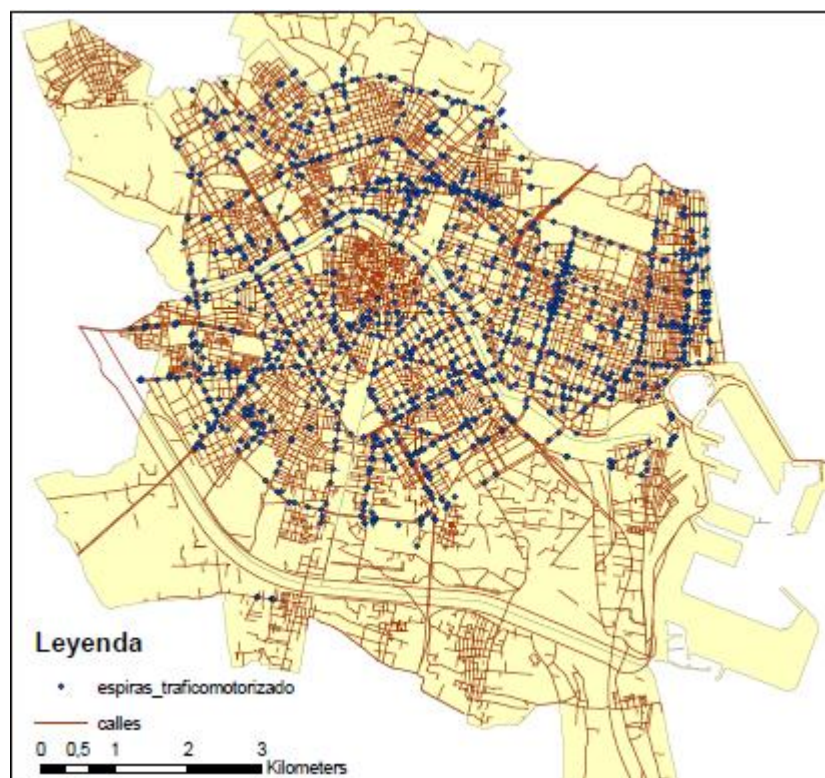 Leyenda
espiras_traficomotorizado
calles
0 0,5 1 2 3
Kilometers